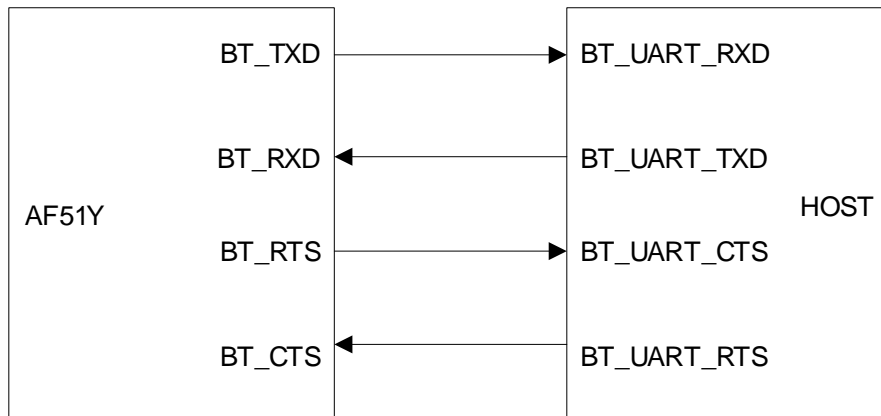 BT_TXD BT_UART_RXD
BT_RXD BT_UART_TXD
AF51Y HOST
BT_RTS BT_UART_CTS
BT_CTS BT_UART_RTS